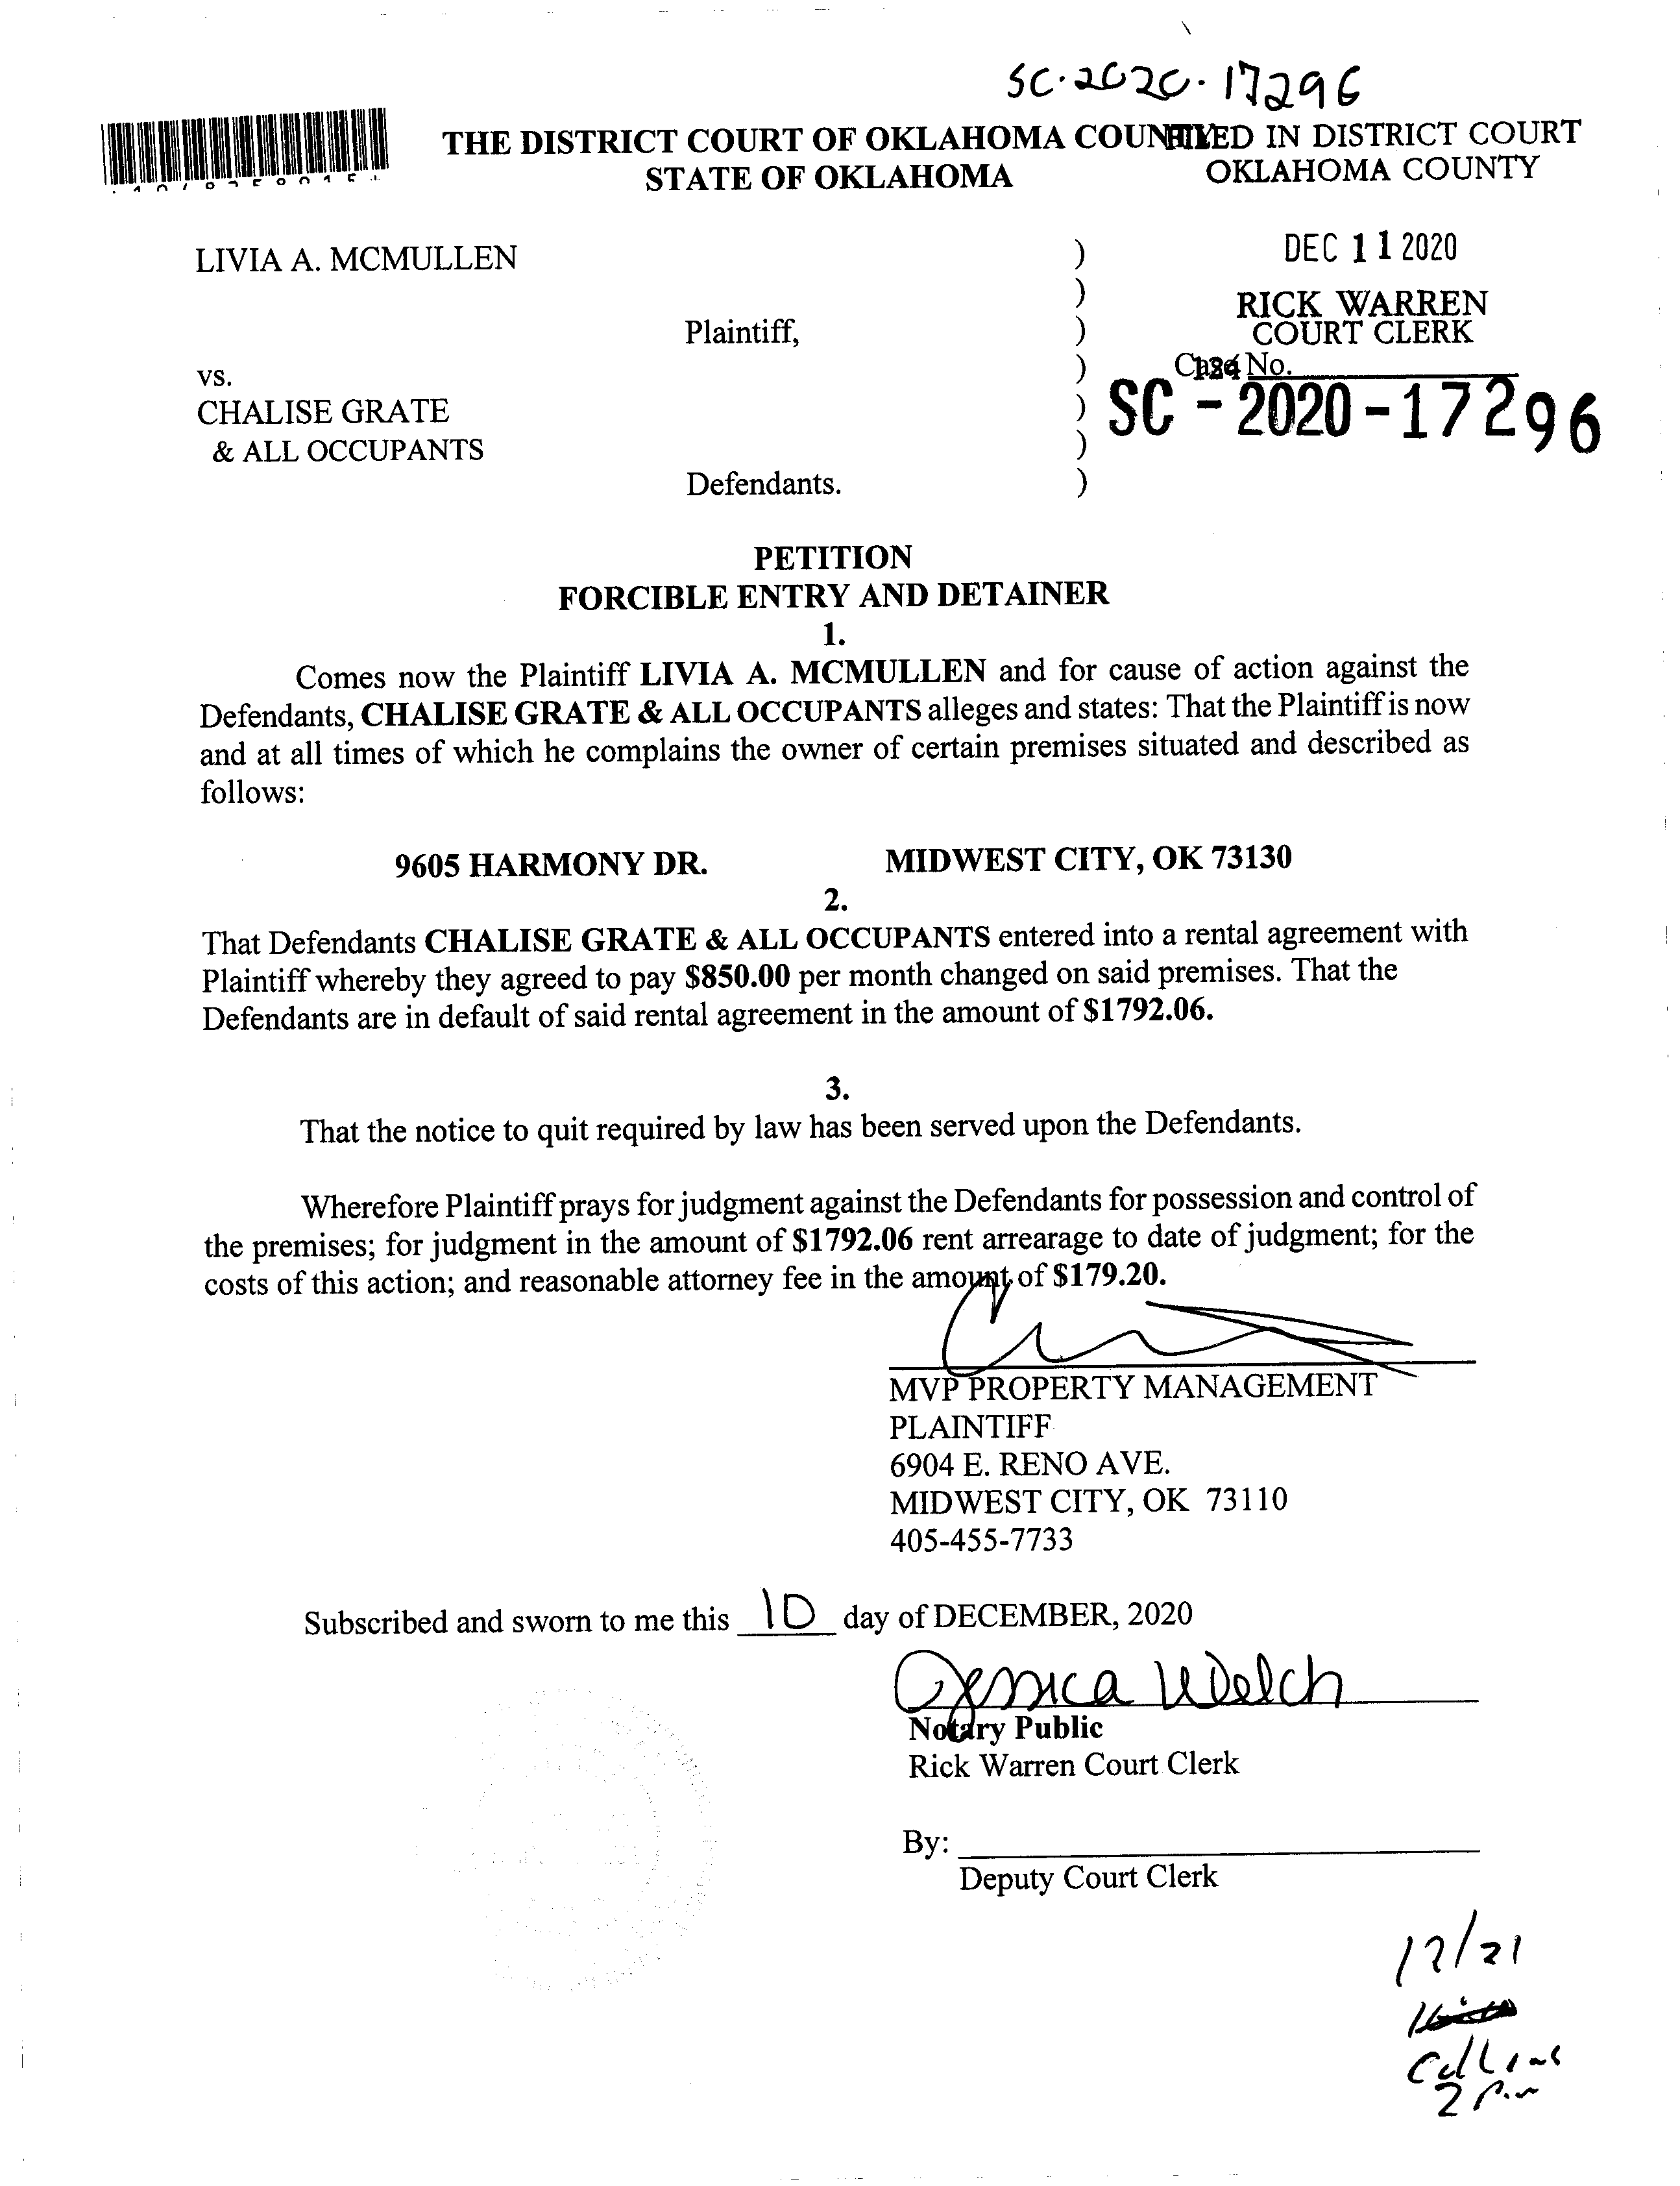 SC-2020-17296
THE DISTRICT COURT OF OKLAHOMA COUNTY
STATE OF OKLAHOMA
FILED IN DISTRICT COURT
OKLAHOMA COUNTY
DEC 11 2020
RICK WARREN
COURT CLERK
124
LIVIA A. MCMULLEN )
)
Plaintiff, )
vs. ) Case No.
CHALISE GRATE ) SC-2020-17296
& ALL OCCUPANTS )
Defendants. )
PETITION
FORCIBLE ENTRY AND DETAINER
1.
Comes now the Plaintiff LIVIA A. MCMULLEN and for cause of action against the
Defendants, CHALISE GRATE & ALL OCCUPANTS alleges and states: That the Plaintiff is now
and at all times of which he complains the owner of certain premises situated and described as
follows:
9605 HARMONY DR. MIDWEST CITY, OK 73130
2.
That Defendants CHALISE GRATE & ALL OCCUPANTS entered into a rental agreement with
Plaintiff whereby they agreed to pay $850.00 per month changed on said premises. That the
Defendants are in default of said rental agreement in the amount of $1792.06.
3.
That the notice to quit required by law has been served upon the Defendants.
Wherefore Plaintiff prays for judgment against the Defendants for possession and control of
the premises; for judgment in the amount of $1792.06 rent arrearage to date of judgment; for the
costs of this action; and reasonable attorney fee in the amount of $179.20.
MVP PROPERTY MANAGEMENT
PLAINTIFF
6904 E. RENO AVE.
MIDWEST CITY, OK 73110
405-455-7733
Subscribed and sworn to me this 10 day of DECEMBER, 2020
Jessica Welch
Notary Public
Rick Warren Court Clerk
By:
Deputy Court Clerk
12/21
Collins
2 p.m